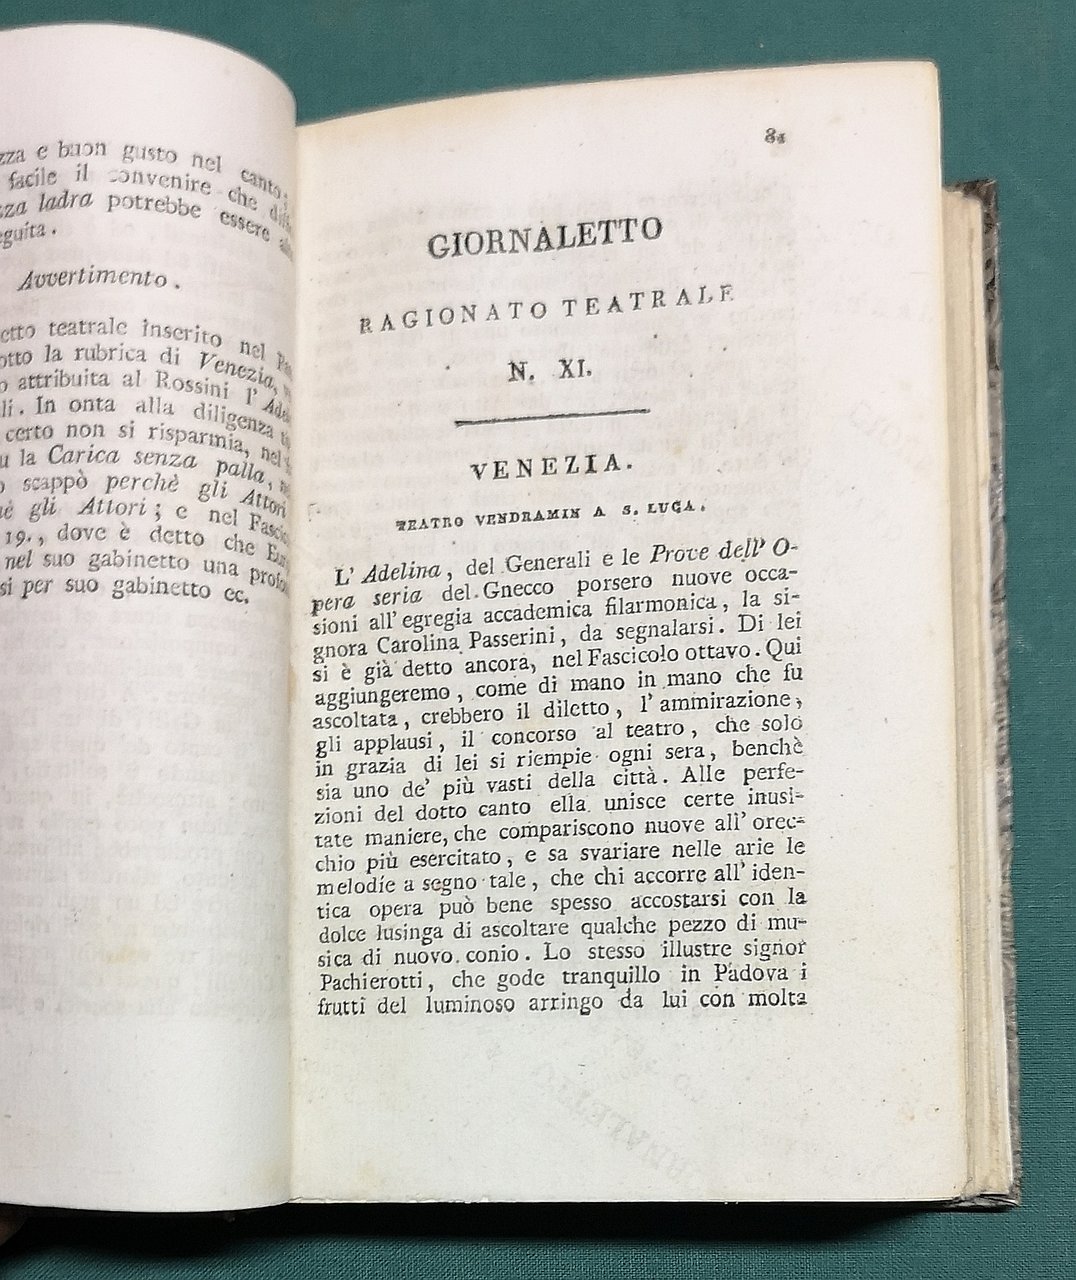 zza e buon gusto nel canto;
facile il convenire che
zza ladra potrebbe essere
eguita.
Avvertimento.
etto teatrale inserito nel
otto la rubrica di Venezia,
o attribuita al Rossini l'
li. In onta alla diligenza
certo non si risparmia, nel
u la Carica senza palla,
o scappò perchè gli Attori
è gli Attori; e nel
19., dove è detto che
nel suo gabinetto una
si per suo gabinetto ec.
81
GIORNALETTO
RAGIONATO TEATRALE
N. XI.
VENEZIA.
TEATRO VENDRAMIN A S. LUCA.
L' Adelina, del Generali e le Prove dell' O-
pera seria del Gnecco porsero nuove occa-
sioni all' egregia accademica filarmonica, la si-
gnora Carolina Passerini, da segnalarsi. Di lei
si è già detto ancora, nel Fascicolo ottavo. Qui
aggiungeremo, come di mano in mano che fu
ascoltata, crebbero il diletto, l' ammirazione,
gli applausi, il concorso al teatro, che solo
in grazia di lei si riempie ogni sera, benchè
sia uno de' più vasti della città. Alle perfe-
zioni del dotto canto ella unisce certe inusi-
tate maniere, che compariscono nuove all' orec-
chio più esercitato, e sa svariare nelle arie le
melodíe a segno tale, che chi accorre all' iden-
tica opera può bene spesso accostarsi con la
dolce lusinga di ascoltare qualche pezzo di mu-
sica di nuovo conio. Lo stesso illustre signor
Pachierotti, che gode tranquillo in Padova i
frutti del luminoso arringo da lui con molta